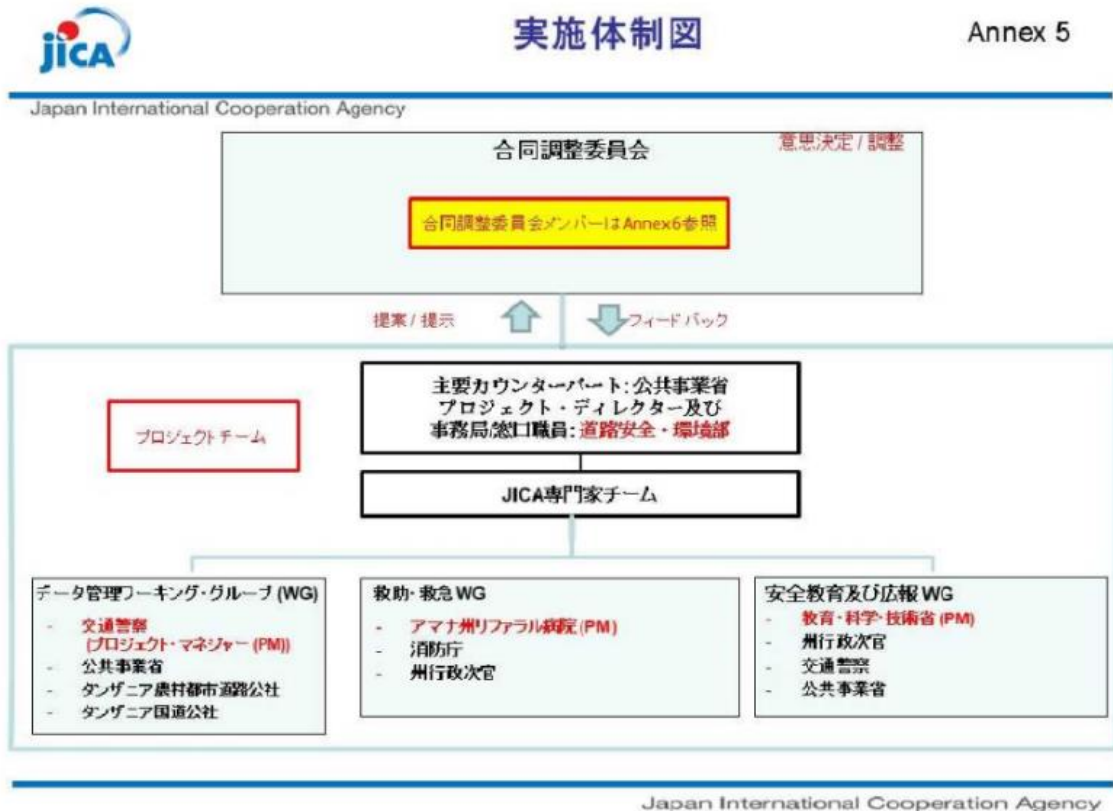 jICA
実施体制図
Annex 5
Japan International Cooperation Agency
合同調整委員会
意思決定 / 調整
合同調整委員会メンバーはAnnex6参照
提案 / 提示
フィードバック
プロジェクトチーム
主要カウンターパート: 公共事業省
プロジェクト・ディレクター及び
事務局/窓口職員: 道路安全・環境部
JICA専門家チーム
データ管理ワーキング・グループ (WG)
- 交通警察
(プロジェクト・マネジャー (PM))
- 公共事業省
- タンザニア農村都市道路公社
- タンザニア国道公社
救助・救急 WG
- アマナ州リファラル病院 (PM)
- 消防庁
- 州行政次官
安全教育及び広報 WG
- 教育・科学・技術省 (PM)
- 州行政次官
- 交通警察
- 公共事業省
Japan International Cooperation Agency